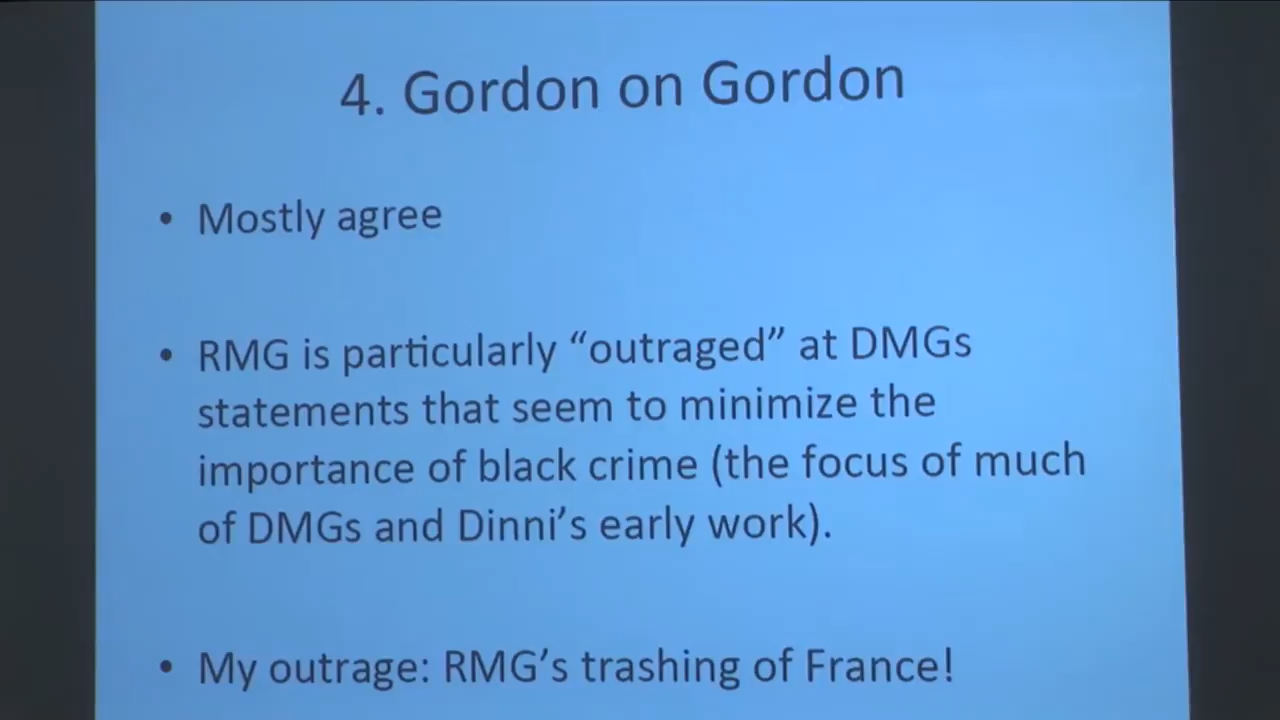 4. Gordon on Gordon
• Mostly agree
• RMG is particularly “outraged” at DMGs
statements that seem to minimize the
importance of black crime (the focus of much
of DMGs and Dinni’s early work).
• My outrage: RMG’s trashing of France!